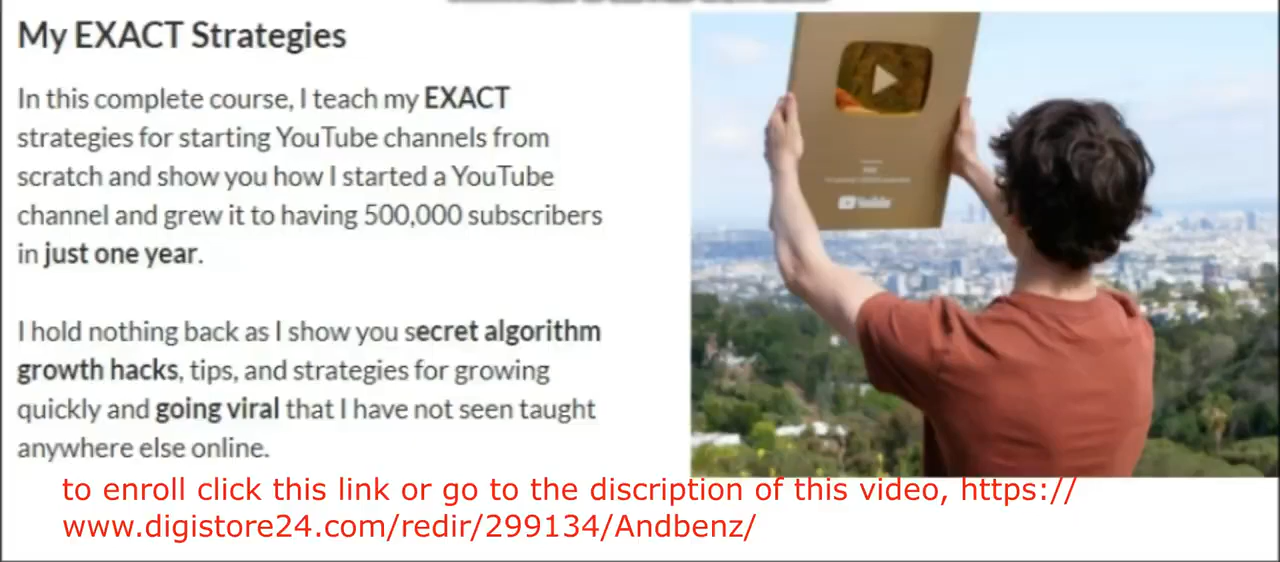 My EXACT Strategies
In this complete course, I teach my EXACT
strategies for starting YouTube channels from
scratch and show you how I started a YouTube
channel and grew it to having 500,000 subscribers
in just one year.
I hold nothing back as I show you secret algorithm
growth hacks, tips, and strategies for growing
quickly and going viral that I have not seen taught
anywhere else online.
YouTube
to enroll click this link or go to the discription of this video, https://
www.digistore24.com/redir/299134/Andbenz/